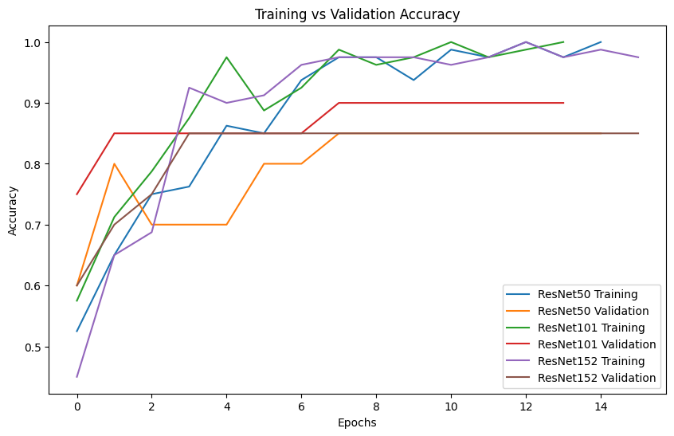 Training vs Validation Accuracy
Accuracy
1.0
0.9
0.8
0.7
0.6
0.5
ResNet50 Training
ResNet50 Validation
ResNet101 Training
ResNet101 Validation
ResNet152 Training
ResNet152 Validation
0 2 4 6 8 10 12 14
Epochs